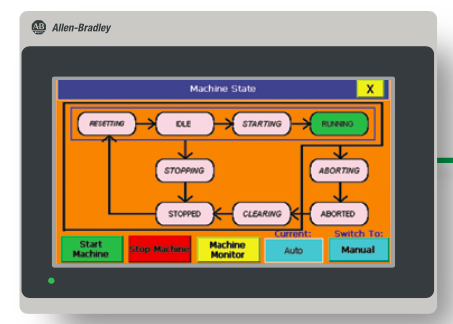 AB Allen-Bradley
Machine State X
RESETTING IDLE STARTING RUNNING
STOPPING ABORTING
STOPPED CLEARING ABORTED
Current: Switch To:
Start Machine Stop Machine Machine Monitor Auto Manual